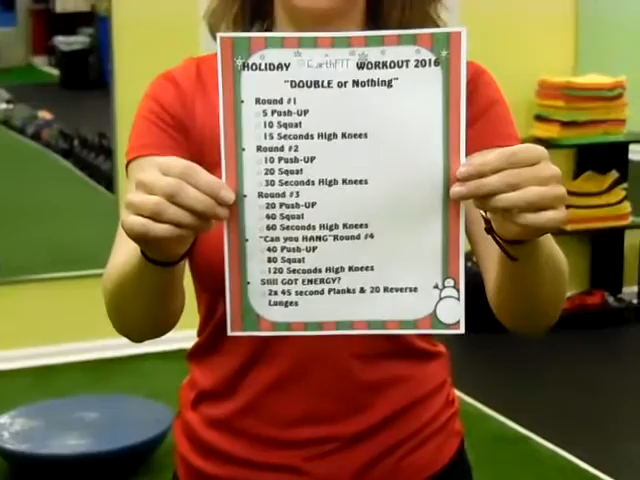 HOLIDAY EarthFIT WORKOUT 2016
"DOUBLE or Nothing"
Round #1
5 Push-UP
10 Squat
15 Seconds High Knees
Round #2
10 Push-UP
20 Squat
30 Seconds High Knees
Round #3
20 Push-UP
40 Squat
60 Seconds High Knees
"Can you HANG"Round #4
40 Push-UP
80 Squat
120 Seconds High Knees
Still GOT ENERGY?
2x 45 second Planks & 20 Reverse
Lunges